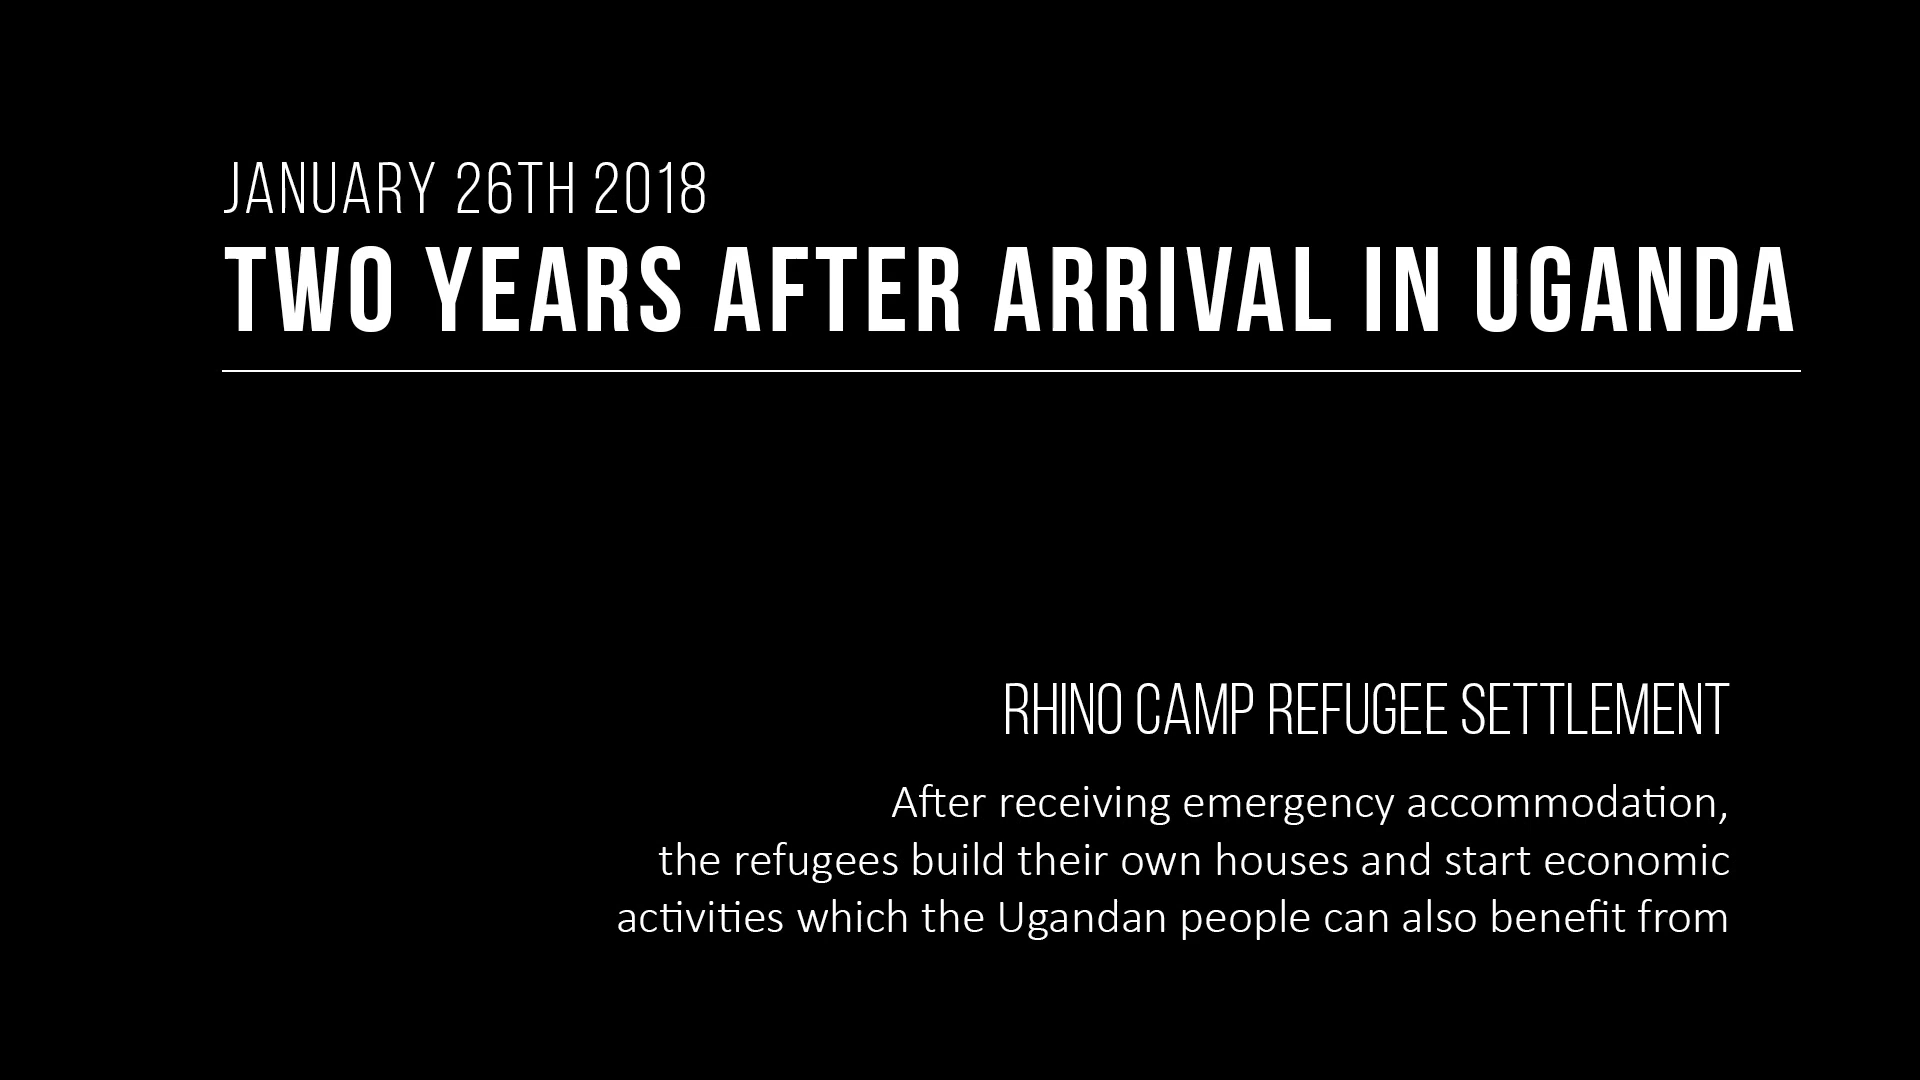 JANUARY 26TH 2018
TWO YEARS AFTER ARRIVAL IN UGANDA
RHINO CAMP REFUGEE SETTLEMENT
After receiving emergency accommodation,
the refugees build their own houses and start economic
activities which the Ugandan people can also benefit from